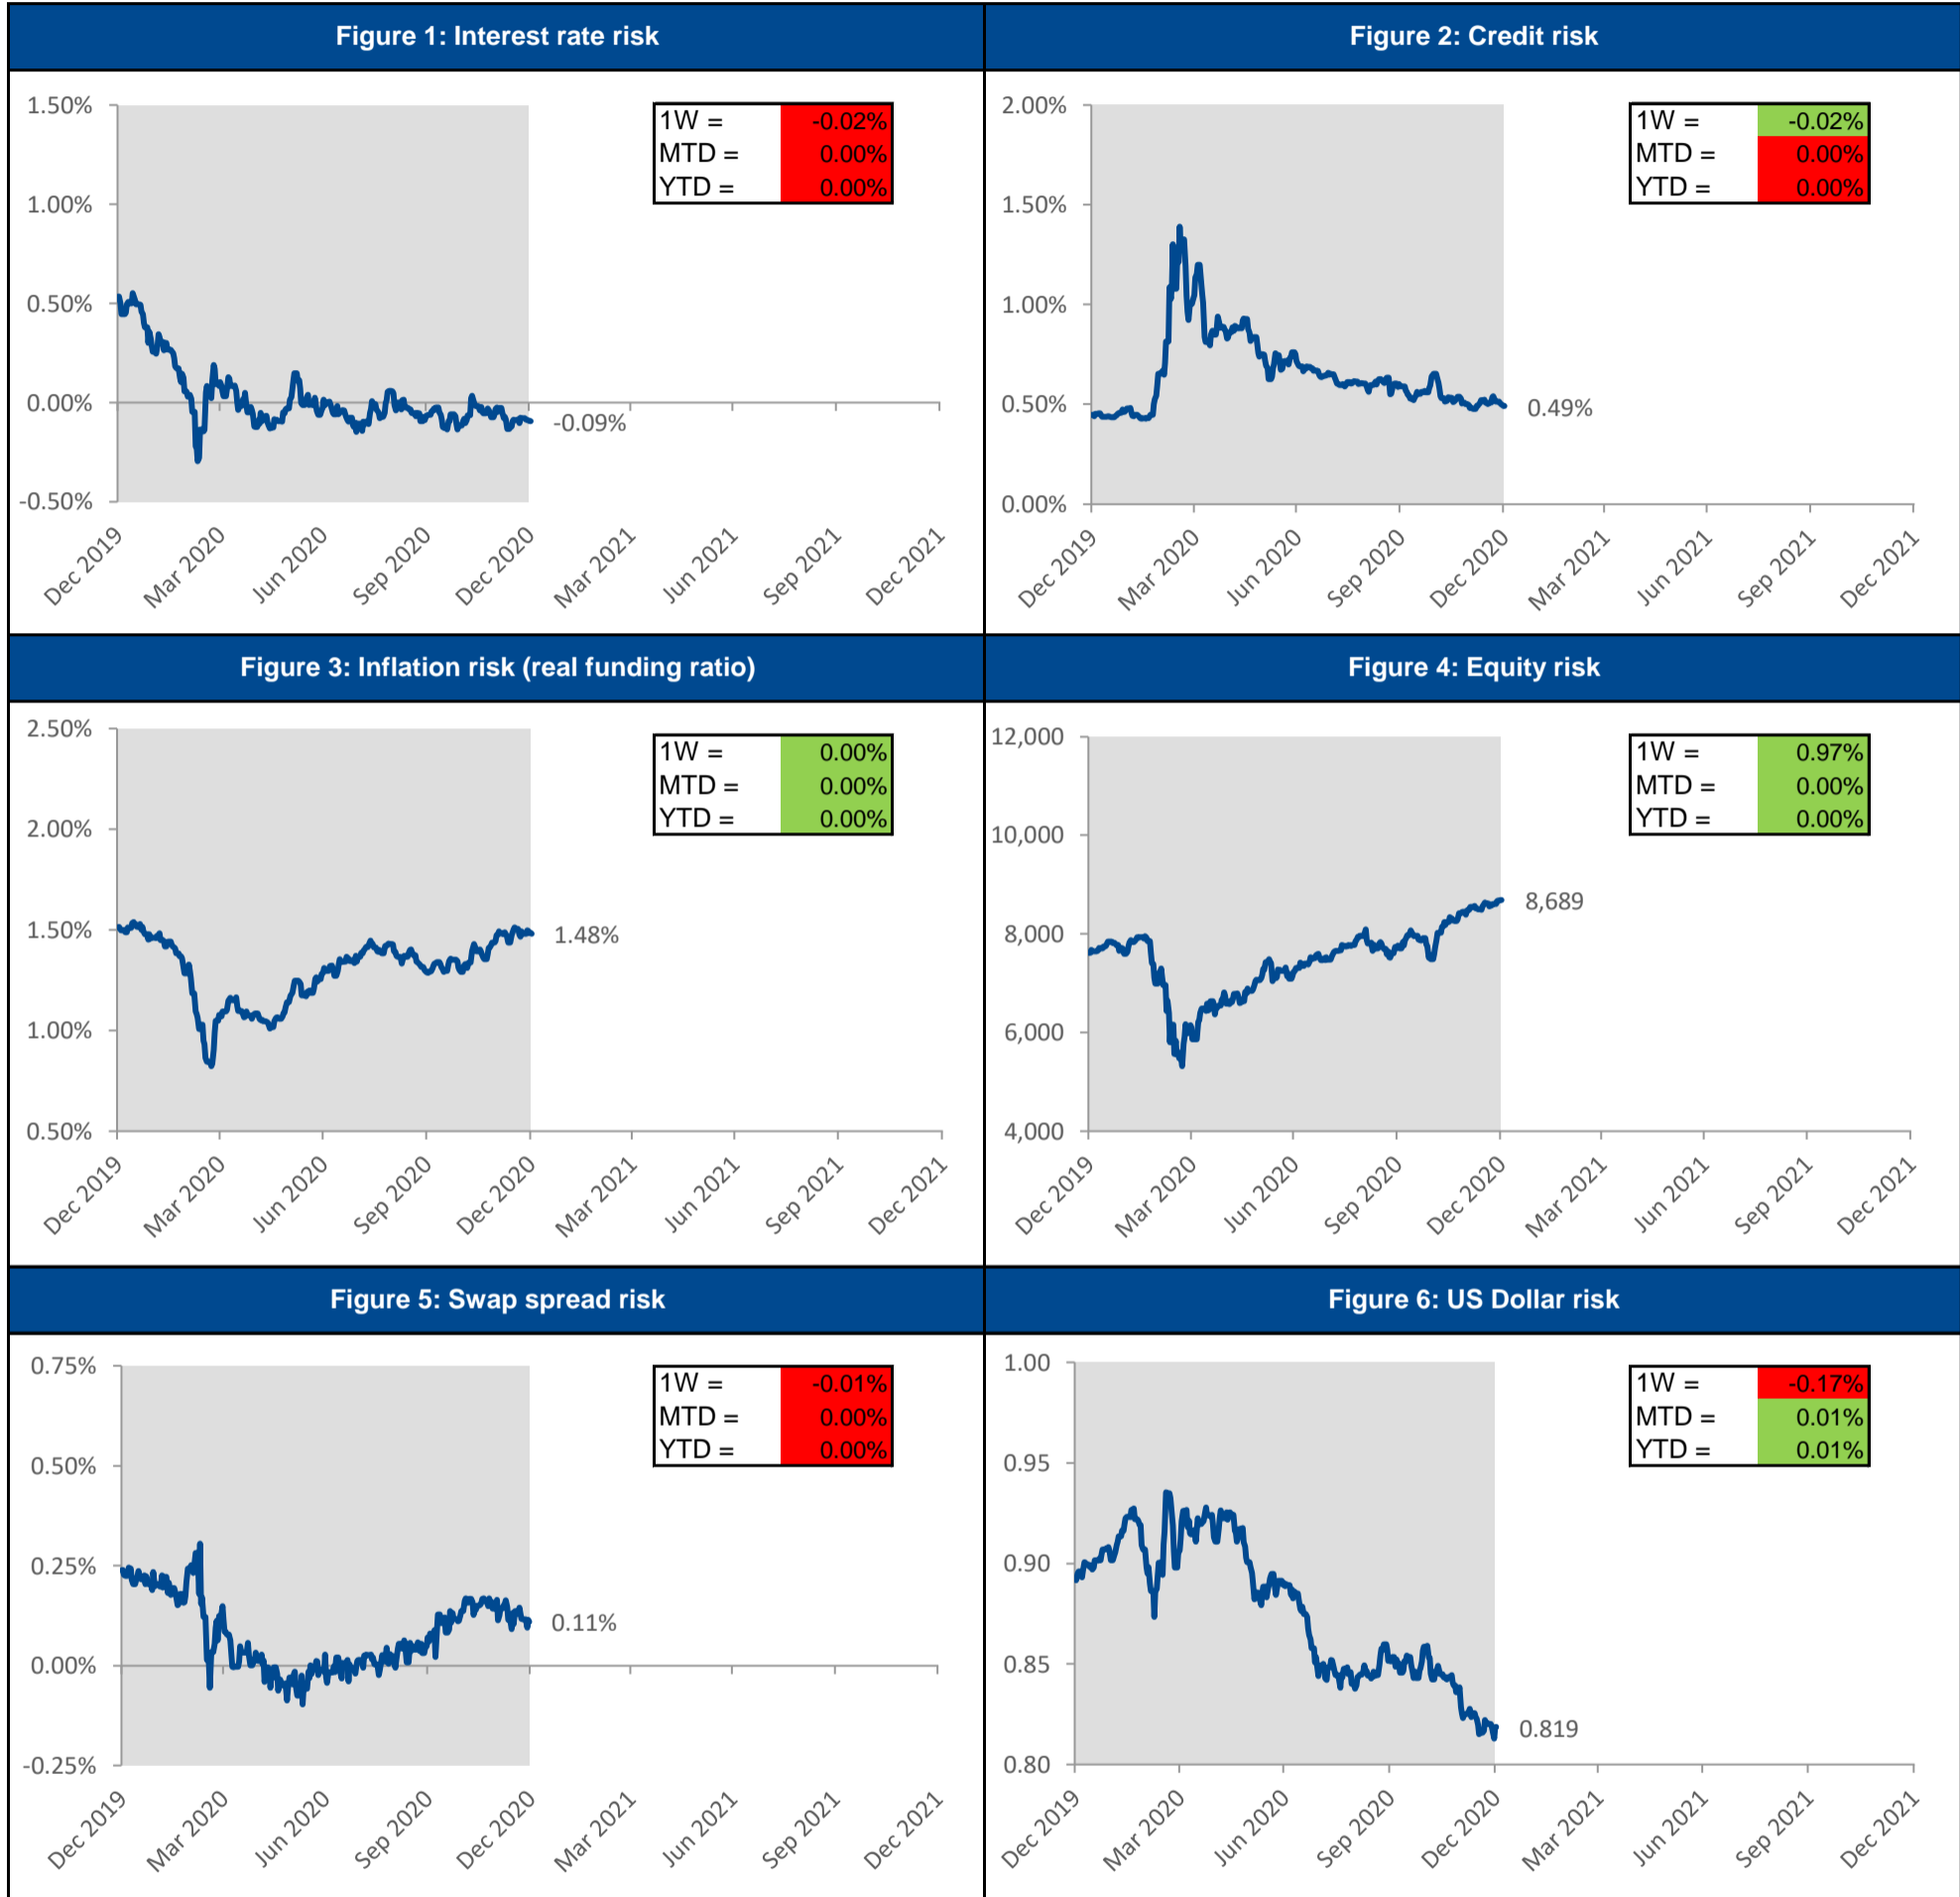 Figure 1: Interest rate risk
1.50%
1.00%
0.50%
0.00%
-0.50%
1W = -0.02%
MTD = 0.00%
YTD = 0.00%
-0.09%
Dec 2019 Mar 2020 Jun 2020 Sep 2020 Dec 2020 Mar 2021 Jun 2021 Sep 2021 Dec 2021
Figure 2: Credit risk
2.00%
1.50%
1.00%
0.50%
0.00%
1W = -0.02%
MTD = 0.00%
YTD = 0.00%
0.49%
Dec 2019 Mar 2020 Jun 2020 Sep 2020 Dec 2020 Mar 2021 Jun 2021 Sep 2021 Dec 2021
Figure 3: Inflation risk (real funding ratio)
2.50%
2.00%
1.50%
1.00%
0.50%
1W = 0.00%
MTD = 0.00%
YTD = 0.00%
1.48%
Dec 2019 Mar 2020 Jun 2020 Sep 2020 Dec 2020 Mar 2021 Jun 2021 Sep 2021 Dec 2021
Figure 4: Equity risk
12,000
10,000
8,000
6,000
4,000
1W = 0.97%
MTD = 0.00%
YTD = 0.00%
8,689
Dec 2019 Mar 2020 Jun 2020 Sep 2020 Dec 2020 Mar 2021 Jun 2021 Sep 2021 Dec 2021
Figure 5: Swap spread risk
0.75%
0.50%
0.25%
0.00%
-0.25%
1W = -0.01%
MTD = 0.00%
YTD = 0.00%
0.11%
Dec 2019 Mar 2020 Jun 2020 Sep 2020 Dec 2020 Mar 2021 Jun 2021 Sep 2021 Dec 2021
Figure 6: US Dollar risk
1.00
0.95
0.90
0.85
0.80
1W = -0.17%
MTD = 0.01%
YTD = 0.01%
0.819
Dec 2019 Mar 2020 Jun 2020 Sep 2020 Dec 2020 Mar 2021 Jun 2021 Sep 2021 Dec 2021